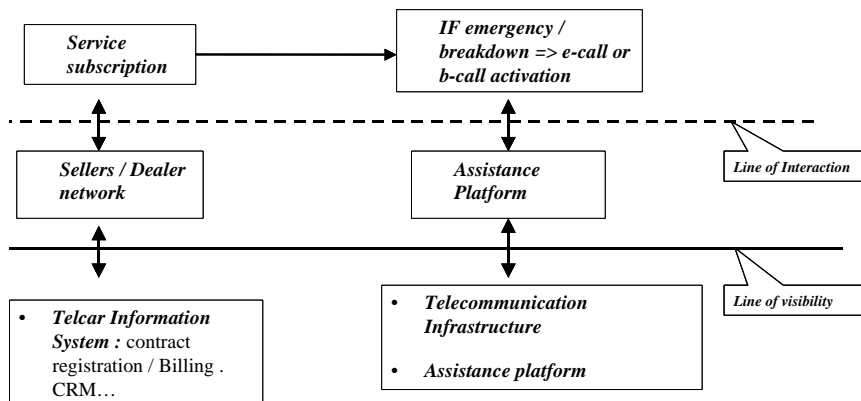 Service
subscription
IF emergency /
breakdown => e-call or
b-call activation
Sellers / Dealer
network
Assistance
Platform
Line of Interaction
• Telcar Information
System : contract
registration / Billing .
CRM…
• Telecommunication
Infrastructure
• Assistance platform
Line of visibility